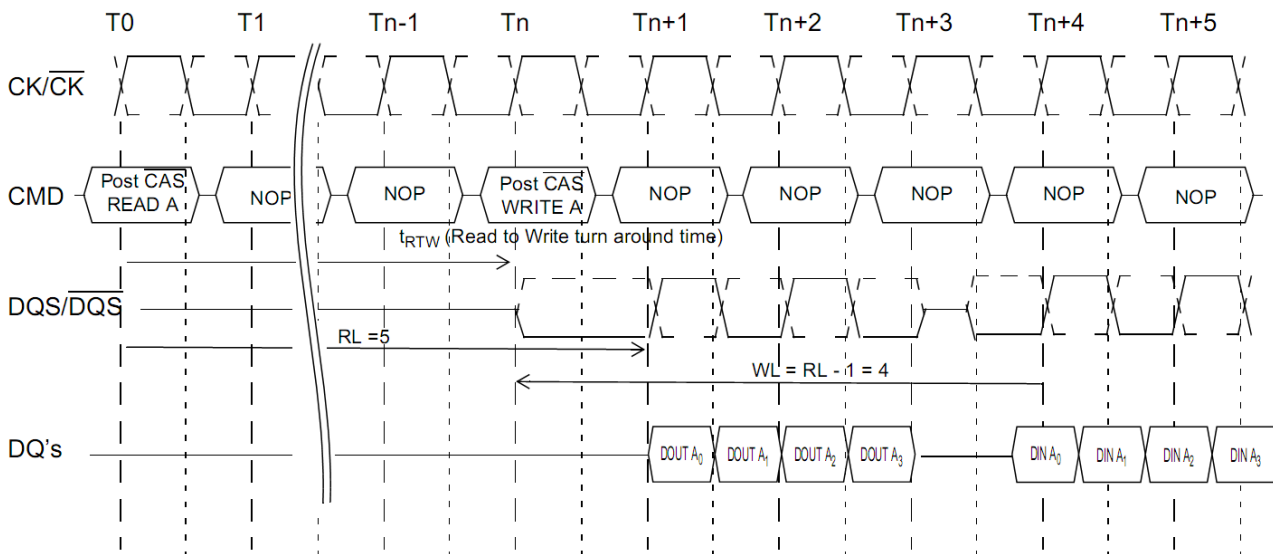 T0 T1 Tn-1 Tn Tn+1 Tn+2 Tn+3 Tn+4 Tn+5
CK/CK
CMD
Post CAS
READ A
NOP
NOP
Post CAS
WRITE A
NOP
NOP
NOP
NOP
NOP
tRTW (Read to Write turn around time)
DQS/DQS
RL =5
WL = RL - 1 = 4
DQ's
DOUT A0 DOUT A1 DOUT A2 DOUT A3 DIN A0 DIN A1 DIN A2 DIN A3